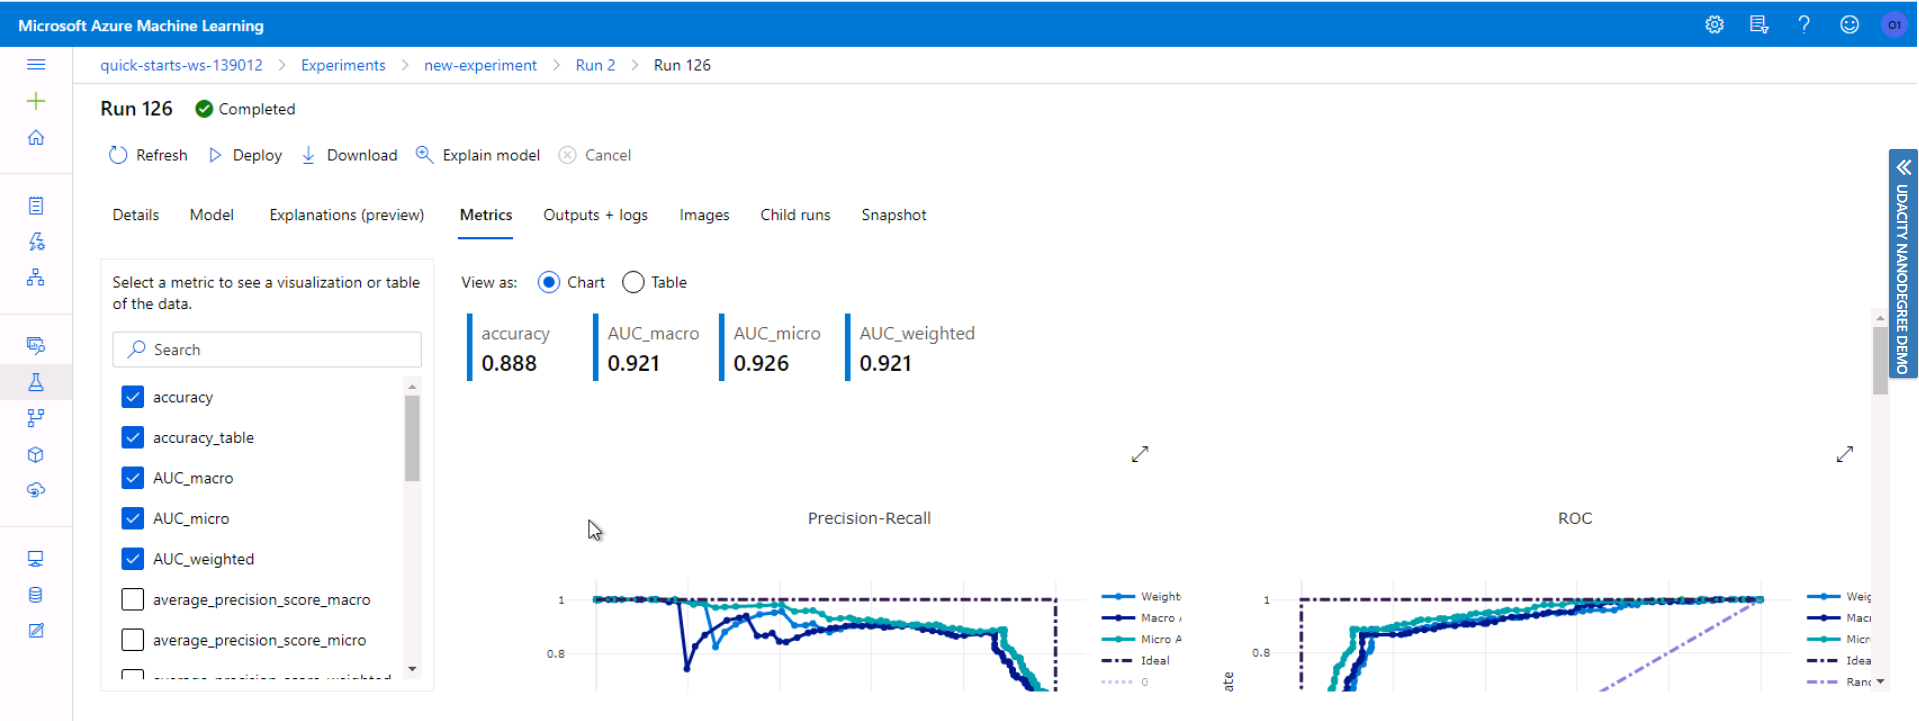 Microsoft Azure Machine Learning
O1
quick-starts-ws-139012 > Experiments > new-experiment > Run 2 > Run 126
Run 126 Completed
Refresh Deploy Download Explain model Cancel
Details Model Explanations (preview) Metrics Outputs + logs Images Child runs Snapshot
Select a metric to see a visualization or table
of the data.
Search
accuracy
accuracy_table
AUC_macro
AUC_micro
AUC_weighted
average_precision_score_macro
average_precision_score_micro
average_precision_score_weighted
View as: Chart Table
accuracy AUC_macro AUC_micro AUC_weighted
0.888 0.921 0.926 0.921
Precision-Recall
1
0.8
Weight
Macro A
Micro A
Ideal
0
ROC
1
0.8
ate
Weig
Mac
Micr
Idea
Ranc
UDACITY NANODEGREE DEMO